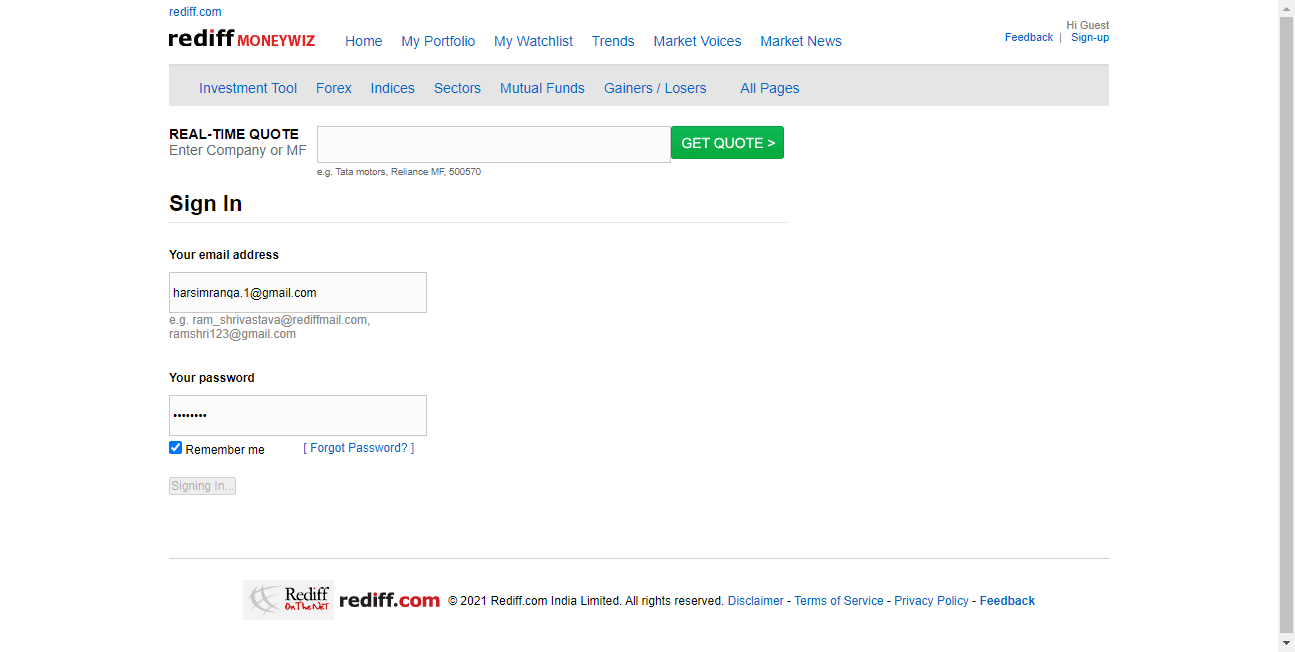 rediff.com
Hi Guest
rediff MONEYWIZ Home My Portfolio My Watchlist Trends Market Voices Market News Feedback | Sign-up
Investment Tool Forex Indices Sectors Mutual Funds Gainers / Losers All Pages
REAL-TIME QUOTE
Enter Company or MF
GET QUOTE >
e.g. Tata motors, Reliance MF, 500570
Sign In
Your email address
harsimranqa.1@gmail.com
e.g. ram_shrivastava@rediffmail.com,
ramshri123@gmail.com
Your password
••••••••
Remember me [ Forgot Password? ]
Signing In...
Rediff
On The NeT
rediff.com © 2021 Rediff.com India Limited. All rights reserved. Disclaimer - Terms of Service - Privacy Policy - Feedback